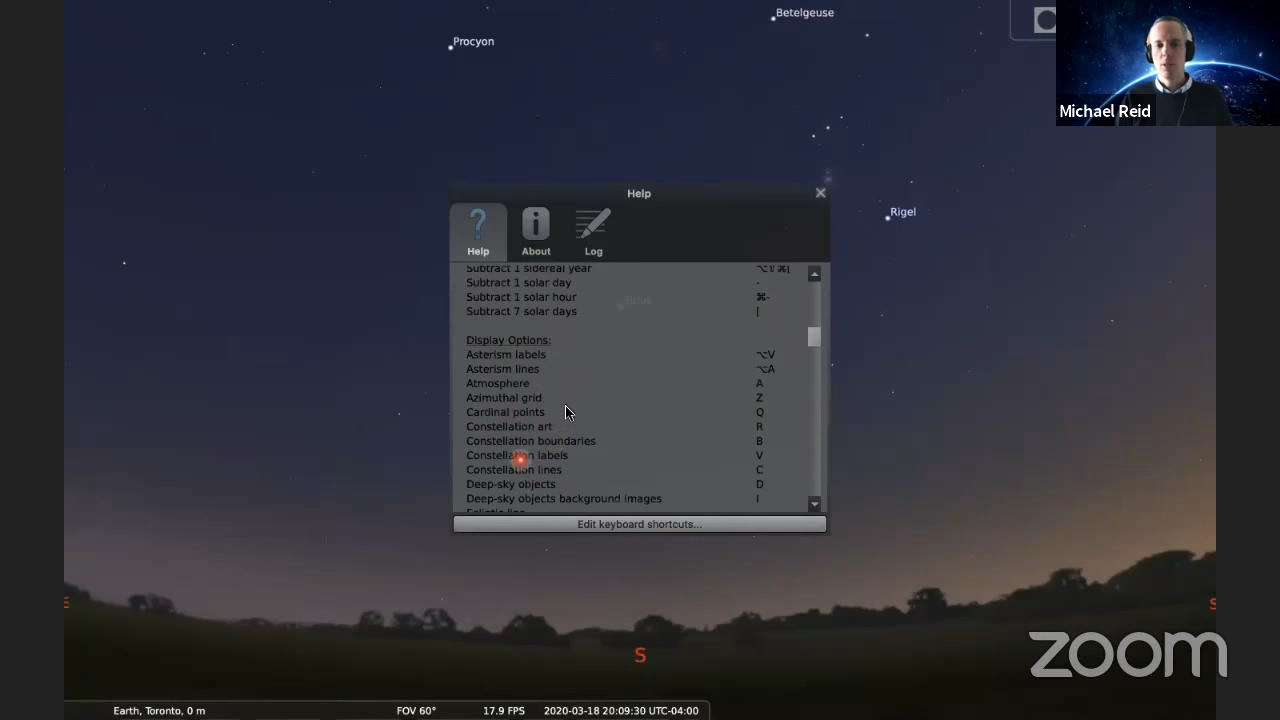 Betelgeuse
Procyon
Michael Reid
Help
Rigel
Help
About
Log
Subtract 1 sidereal year ⌥⇧⌘[
Subtract 1 solar day -
Subtract 1 solar hour ⌘-
Sirius
Subtract 7 solar days [
Display Options:
Asterism labels ⌥V
Asterism lines ⌥A
Atmosphere A
Azimuthal grid Z
Cardinal points Q
Constellation art R
Constellation boundaries B
Constellation labels V
Constellation lines C
Deep-sky objects D
Deep-sky objects background images I
Ecliptic line
Edit keyboard shortcuts...
E
S
S
zoom
Earth, Toronto, 0 m FOV 60° 17.9 FPS 2020-03-18 20:09:30 UTC-04:00